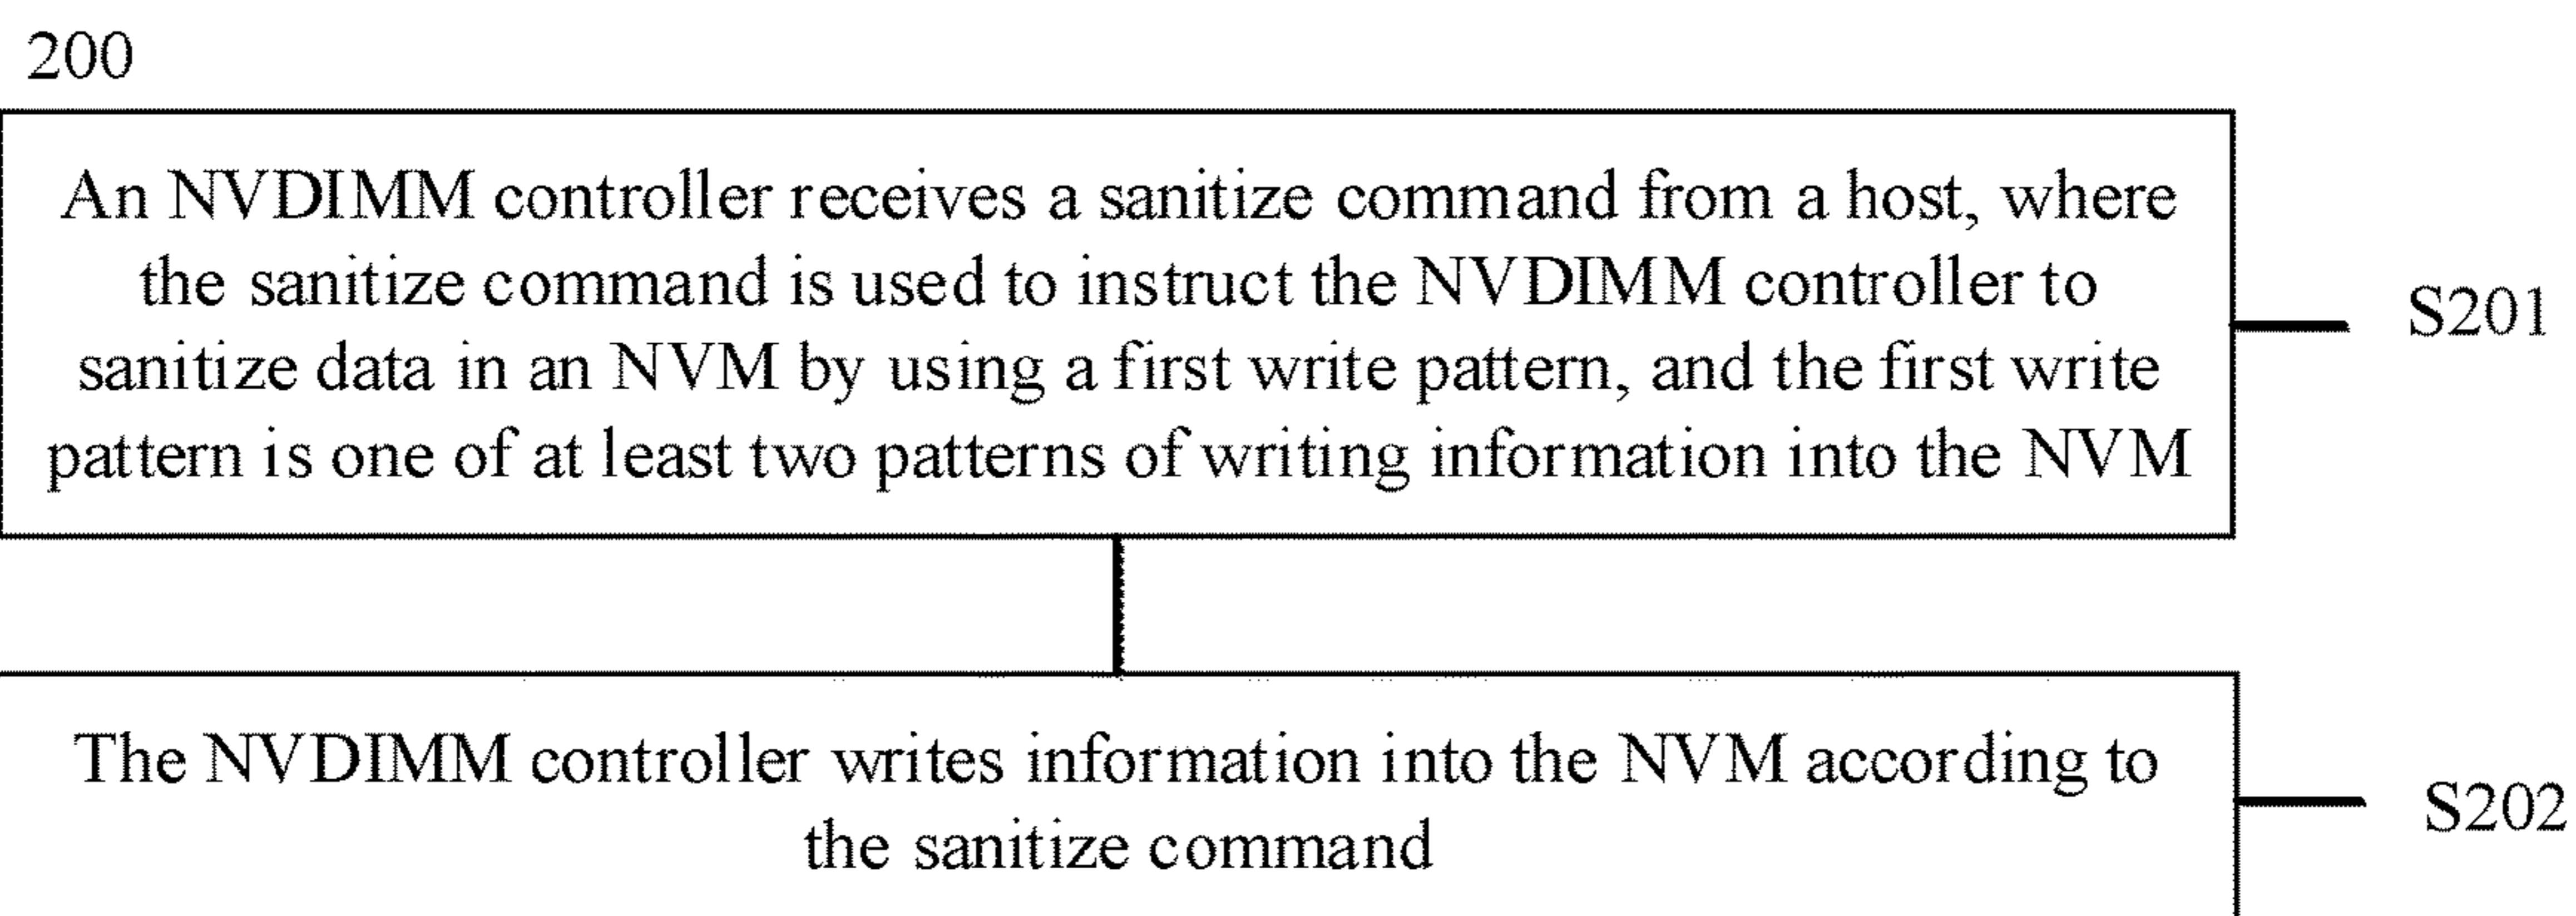 200
An NVDIMM controller receives a sanitize command from a host, where
the sanitize command is used to instruct the NVDIMM controller to
sanitize data in an NVM by using a first write pattern, and the first write
pattern is one of at least two patterns of writing information into the NVM
S201
The NVDIMM controller writes information into the NVM according to
the sanitize command
S202